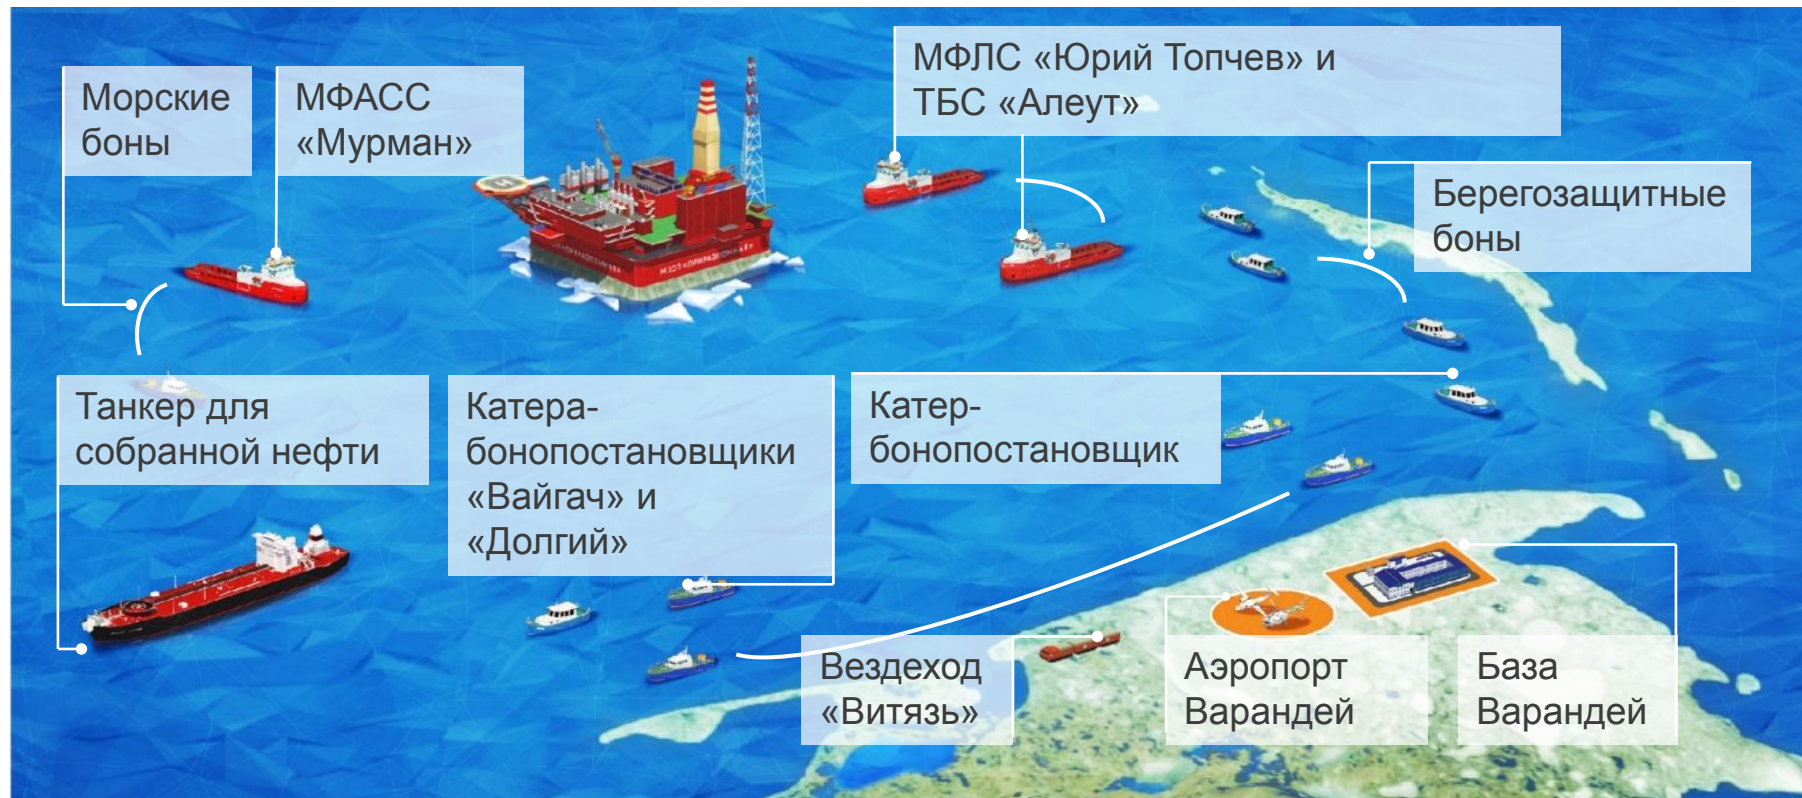 Морские
боны
МФАСС
«Мурман»
МФЛС «Юрий Топчев» и
ТБС «Алеут»
Берегозащитные
боны
Танкер для
собранной нефти
Катера-
бонопостановщики
«Вайгач» и
«Долгий»
Катер-
бонопостановщик
Вездеход
«Витязь»
Аэропорт
Варандей
База
Варандей